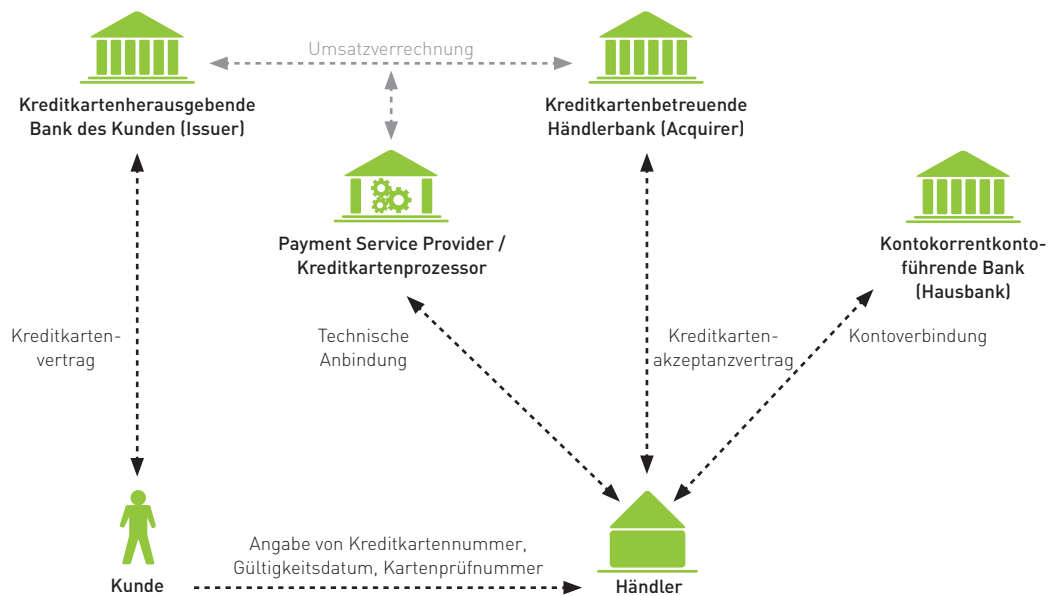 Umsatzverrechnung
Kreditkartenherausgebende
Bank des Kunden (Issuer)
Kreditkartenbetreuende
Händlerbank (Acquirer)
Payment Service Provider /
Kreditkartenprozessor
Kontokorrentkonto-
führende Bank
(Hausbank)
Kreditkarten-
vertrag
Technische
Anbindung
Kreditkarten-
akzeptanzvertrag
Kontoverbindung
Angabe von Kreditkartennummer,
Gültigkeitsdatum, Kartenprüfnummer
Kunde
Händler